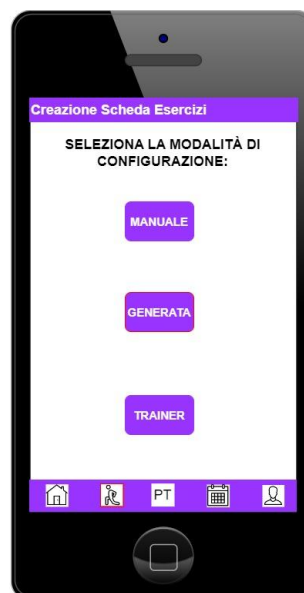 Creazione Scheda Esercizi
SELEZIONA LA MODALITÀ DI
CONFIGURAZIONE:
MANUALE
GENERATA
TRAINER
PT